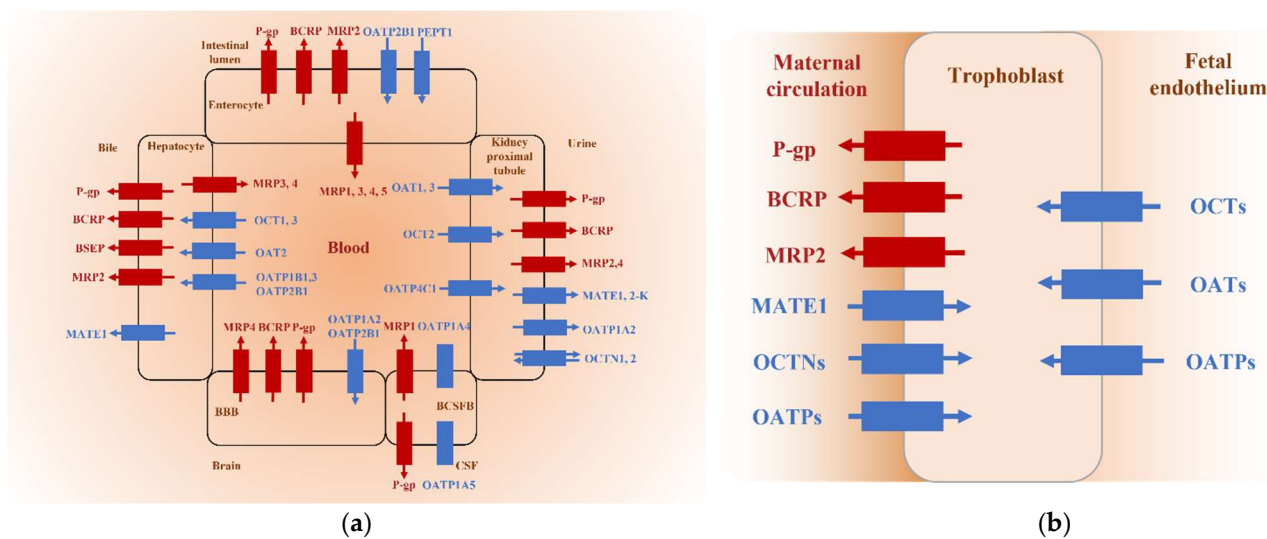 P-gp
BCRP
MRP2
OATP2B1
PEPT1
Intestinal
lumen
Enterocyte
MRP1, 3, 4, 5
Bile
Hepatocyte
P-gp
BCRP
BSEP
MRP2
MATE1
MRP3, 4
OCT1, 3
OAT2
OATP1B1,3
OATP2B1
Blood
Kidney
proximal
tubule
Urine
OAT1, 3
OCT2
OATP4C1
P-gp
BCRP
MRP2,4
MATE1, 2-K
OATP1A2
OCTN1, 2
MRP4
BCRP
P-gp
OATP1A2
OATP2B1
MRP1
OATP1A4
BBB
BCSFB
Brain
CSF
P-gp
OATP1A5
(a)
Maternal
circulation
Trophoblast
Fetal
endothelium
P-gp
BCRP
MRP2
MATE1
OCTNs
OATPs
OCTs
OATs
OATPs
(b)